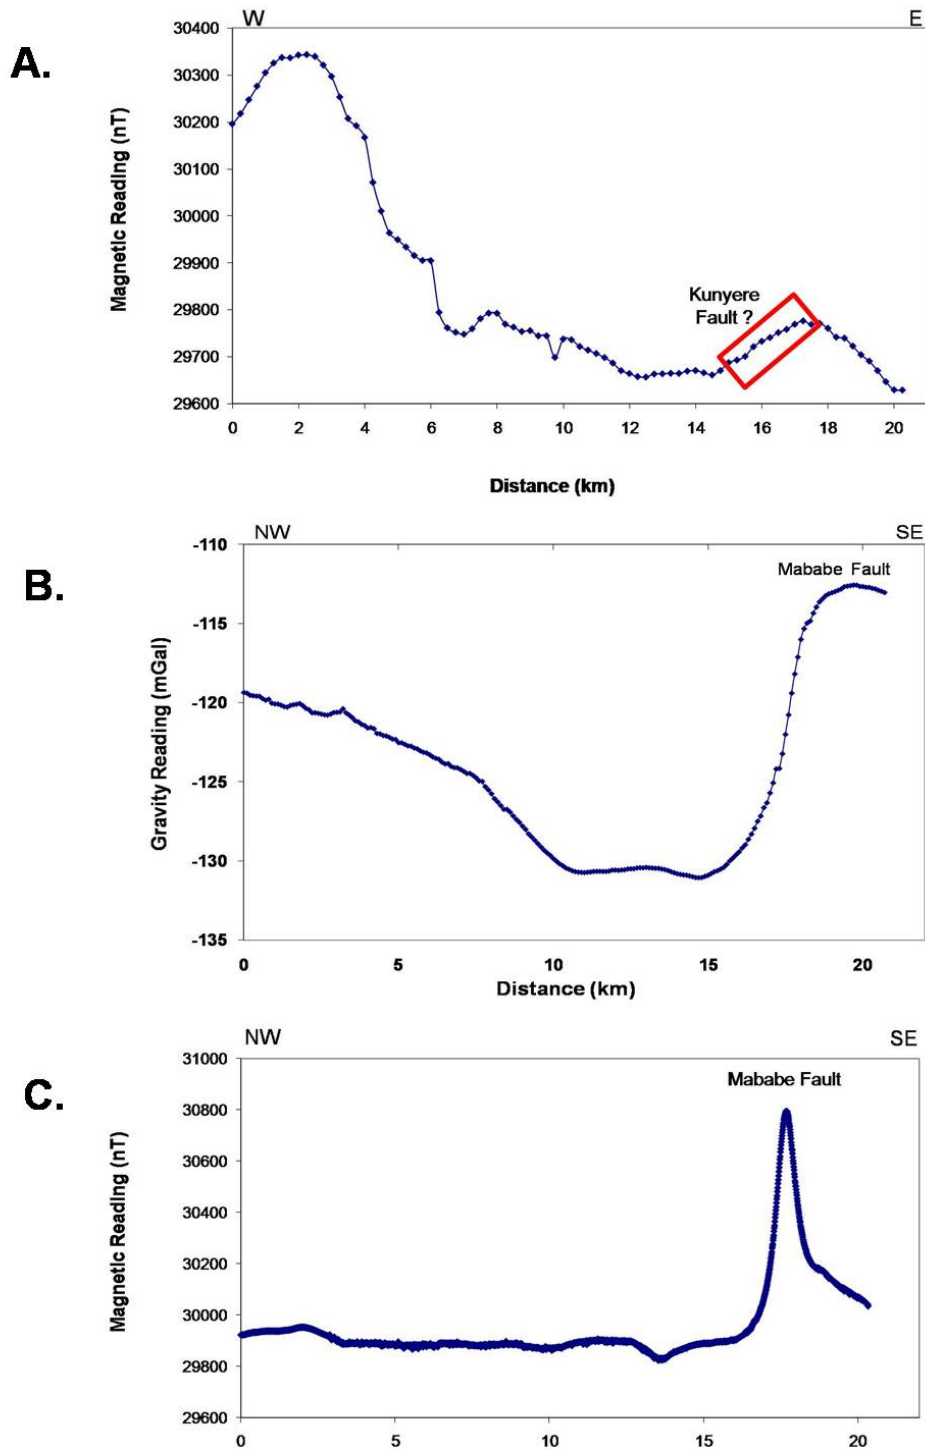 A.
W E
Magnetic Reading (nT)
30400
30300
30200
30100
30000
29900
29800
29700
29600
Kunyere
Fault ?
0 2 4 6 8 10 12 14 16 18 20
Distance (km)
B.
NW SE
Gravity Reading (mGal)
-110
-115
-120
-125
-130
-135
Mababe Fault
0 5 10 15 20
Distance (km)
C.
NW SE
Magnetic Reading (nT)
31000
30800
30600
30400
30200
30000
29800
29600
Mababe Fault
0 5 10 15 20